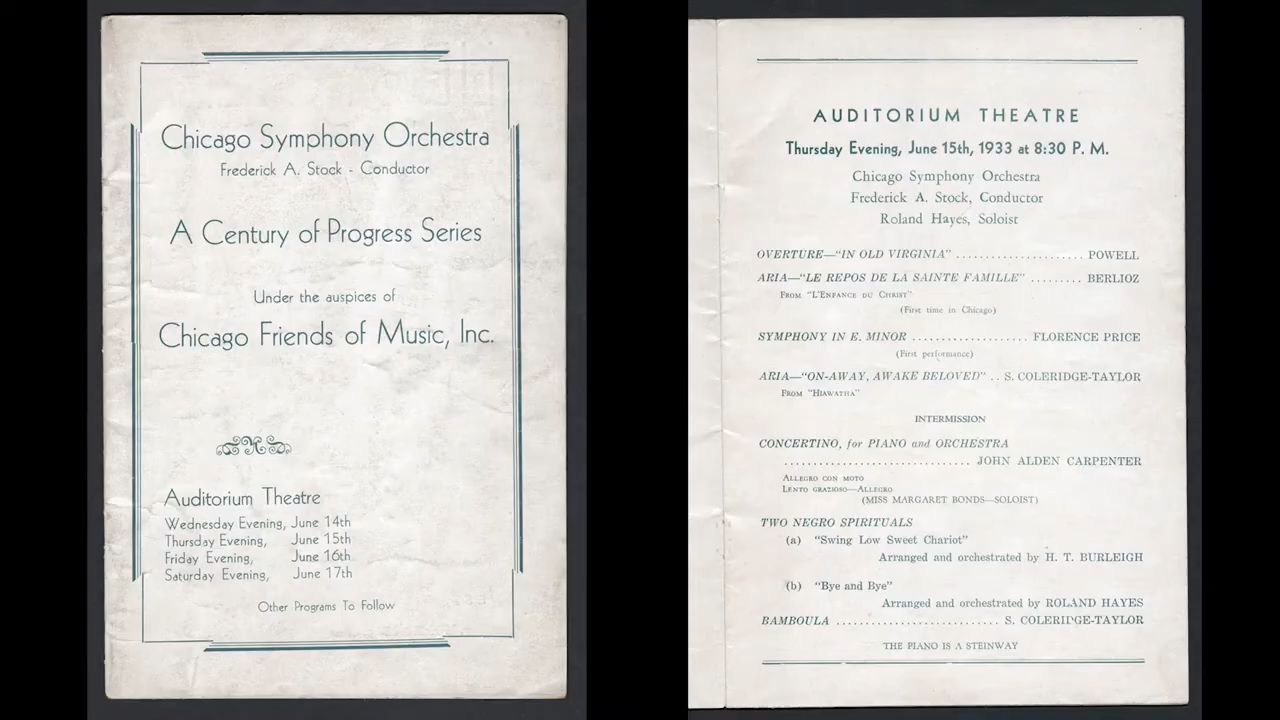 Chicago Symphony Orchestra
Frederick A. Stock - Conductor
A Century of Progress Series
Under the auspices of
Chicago Friends of Music, Inc.
Auditorium Theatre
Wednesday Evening, June 14th
Thursday Evening, June 15th
Friday Evening, June 16th
Saturday Evening, June 17th
Other Programs To Follow
AUDITORIUM THEATRE
Thursday Evening, June 15th, 1933 at 8:30 P. M.
Chicago Symphony Orchestra
Frederick A. Stock, Conductor
Roland Hayes, Soloist
OVERTURE—"IN OLD VIRGINIA" ...................... POWELL
ARIA—"LE REPOS DE LA SAINTE FAMILLE" ......... BERLIOZ
FROM "L'ENFANCE DU CHRIST"
(First time in Chicago)
SYMPHONY IN E. MINOR .................... FLORENCE PRICE
(First performance)
ARIA—"ON-AWAY, AWAKE BELOVED" .. S. COLERIDGE-TAYLOR
FROM "HIAWATHA"
INTERMISSION
CONCERTINO, for PIANO and ORCHESTRA
................................ JOHN ALDEN CARPENTER
ALLEGRO CON MOTO
LENTO GRAZIOSO—ALLEGRO
(MISS MARGARET BONDS—SOLOIST)
TWO NEGRO SPIRITUALS
(a) "Swing Low Sweet Chariot"
Arranged and orchestrated by H. T. BURLEIGH
(b) "Bye and Bye"
Arranged and orchestrated by ROLAND HAYES
BAMBOULA ............................ S. COLERIDGE-TAYLOR
THE PIANO IS A STEINWAY